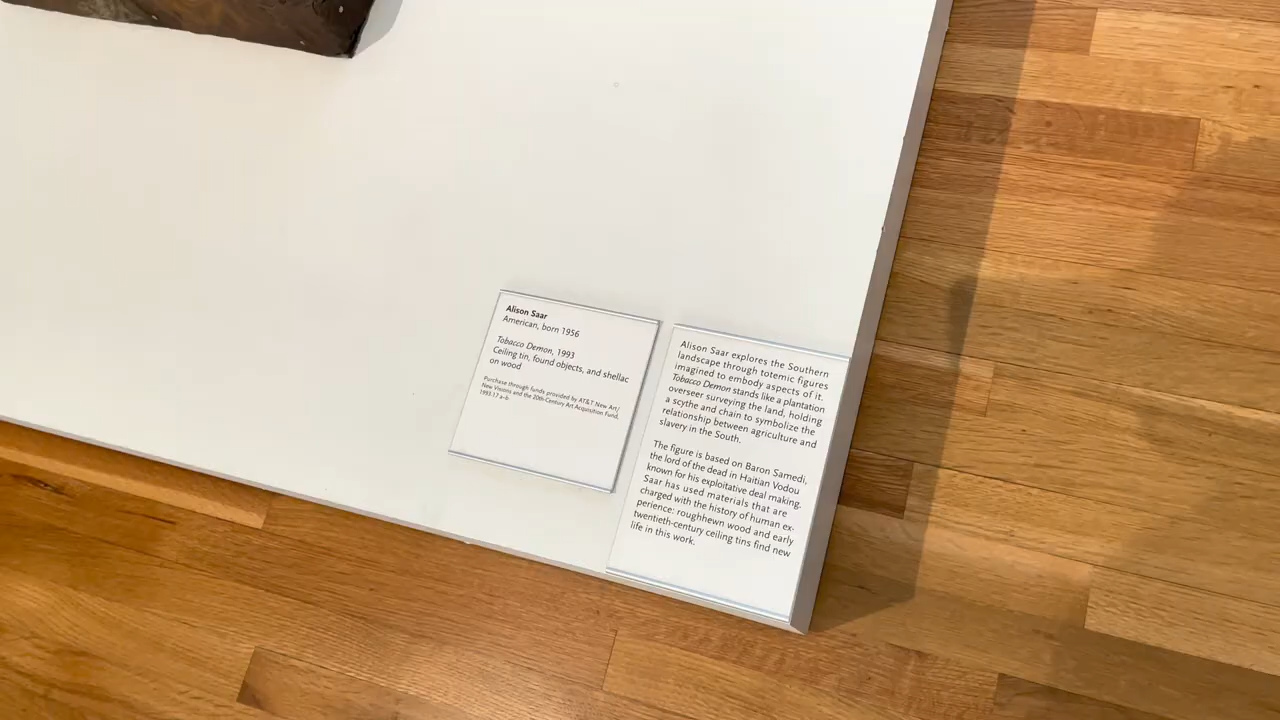 Alison Saar
American, born 1956
Tobacco Demon, 1993
Ceiling tin, found objects, and shellac
on wood
Purchase through funds provided by AT&T New Art/
New Visions and the 20th-Century Art Acquisition Fund,
1993.17 a–b
Alison Saar explores the Southern
landscape through totemic figures
imagined to embody aspects of it.
Tobacco Demon stands like a plantation
overseer surveying the land, holding
a scythe and chain to symbolize the
relationship between agriculture and
slavery in the South.
The figure is based on Baron Samedi,
the lord of the dead in Haitian Vodou
known for his exploitative deal making.
Saar has used materials that are
charged with the history of human ex-
perience: roughhewn wood and early
twentieth-century ceiling tins find new
life in this work.